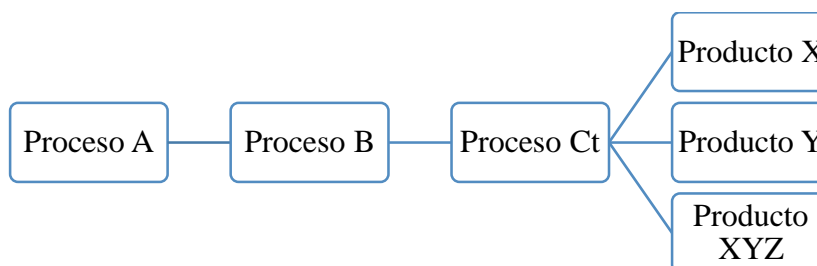 Proceso A
Proceso B
Proceso Ct
Producto X
Producto Y
Producto
XYZ